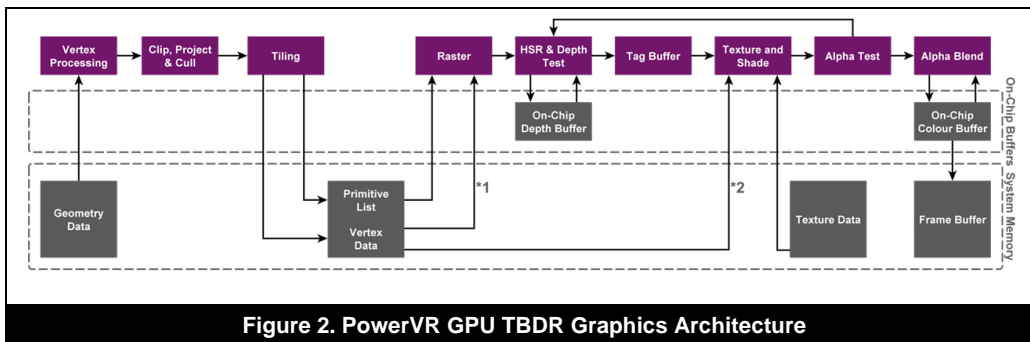 Vertex
Processing
Clip, Project
& Cull
Tiling
Raster
HSR & Depth
Test
Tag Buffer
Texture and
Shade
Alpha Test
Alpha Blend
On-Chip
Depth Buffer
On-Chip
Colour Buffer
On-Chip Buffers
Geometry
Data
Primitive
List
Vertex
Data
*1
*2
Texture Data
Frame Buffer
System Memory
Figure 2. PowerVR GPU TBDR Graphics Architecture